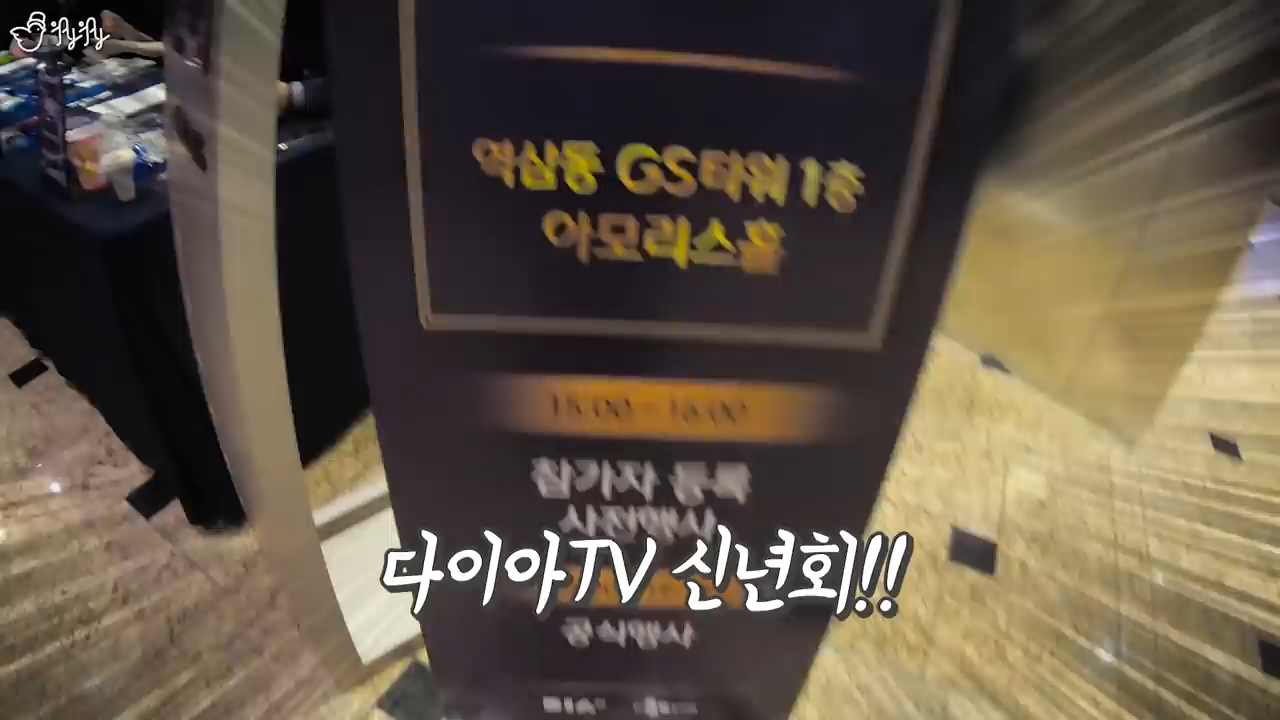 역삼동 GS타워 1층
아모리스홀
15:00 - 16:00
참가자 등록
사전행사
다이아TV 신년회!!
공식행사